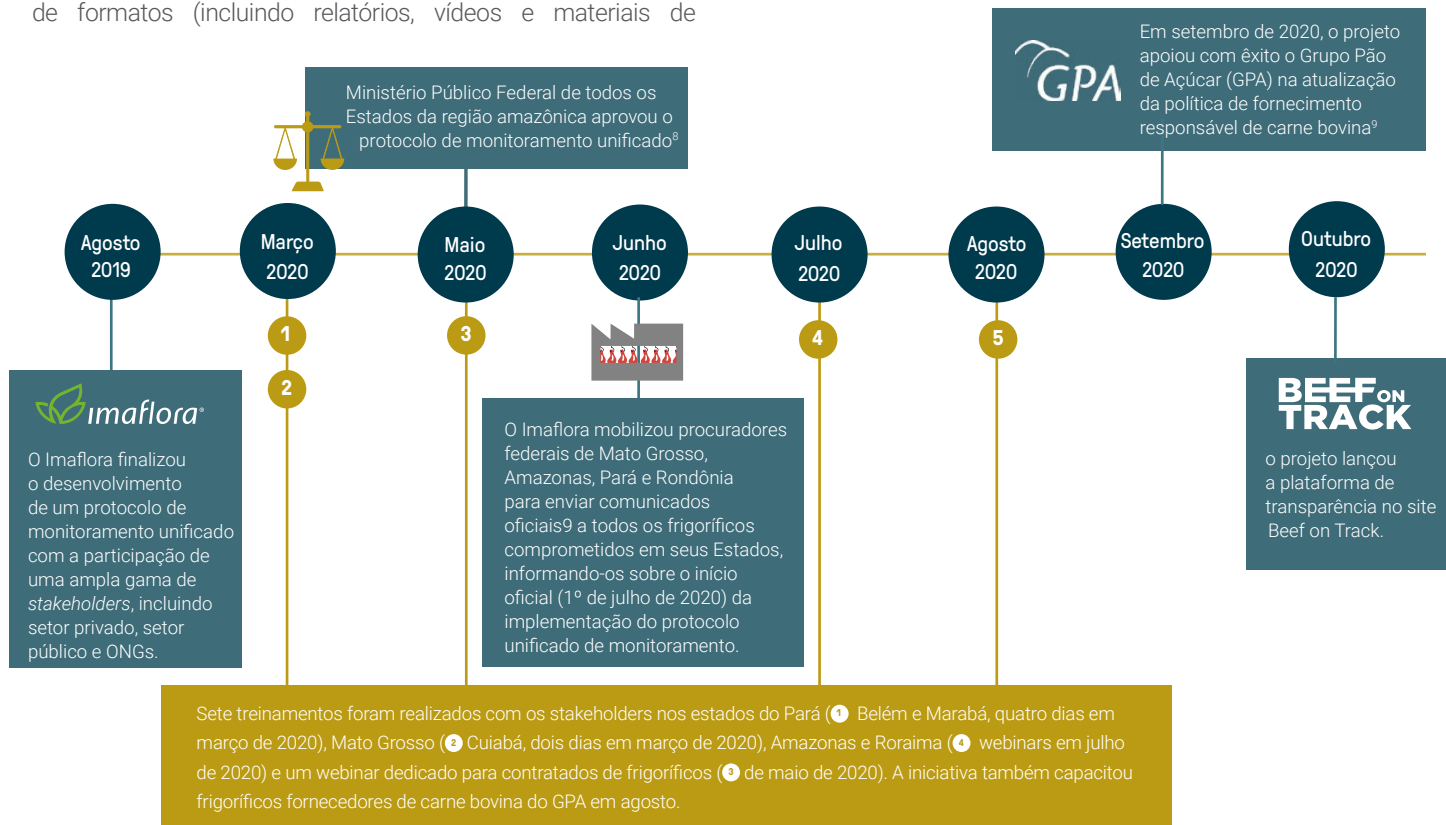 de formatos (incluindo relatórios, vídeos e materiais de
Ministério Público Federal de todos os
Estados da região amazônica aprovou o
protocolo de monitoramento unificado⁸
GPA
Em setembro de 2020, o projeto
apoiou com êxito o Grupo Pão
de Açúcar (GPA) na atualização
da política de fornecimento
responsável de carne bovina⁹
Agosto
2019
Março
2020
Maio
2020
Junho
2020
Julho
2020
Agosto
2020
Setembro
2020
Outubro
2020
1
2
3
4
5
imaflora®
O Imaflora finalizou
o desenvolvimento
de um protocolo de
monitoramento unificado
com a participação de
uma ampla gama de
stakeholders, incluindo
setor privado, setor
público e ONGs.
O Imaflora mobilizou procuradores
federais de Mato Grosso,
Amazonas, Pará e Rondônia
para enviar comunicados
oficiais9 a todos os frigoríficos
comprometidos em seus Estados,
informando-os sobre o início
oficial (1º de julho de 2020) da
implementação do protocolo
unificado de monitoramento.
BEEF ON
TRACK
o projeto lançou
a plataforma de
transparência no site
Beef on Track.
Sete treinamentos foram realizados com os stakeholders nos estados do Pará (1 Belém e Marabá, quatro dias em
março de 2020), Mato Grosso (2 Cuiabá, dois dias em março de 2020), Amazonas e Roraima (4 webinars em julho
de 2020) e um webinar dedicado para contratados de frigoríficos (3 de maio de 2020). A iniciativa também capacitou
frigoríficos fornecedores de carne bovina do GPA em agosto.